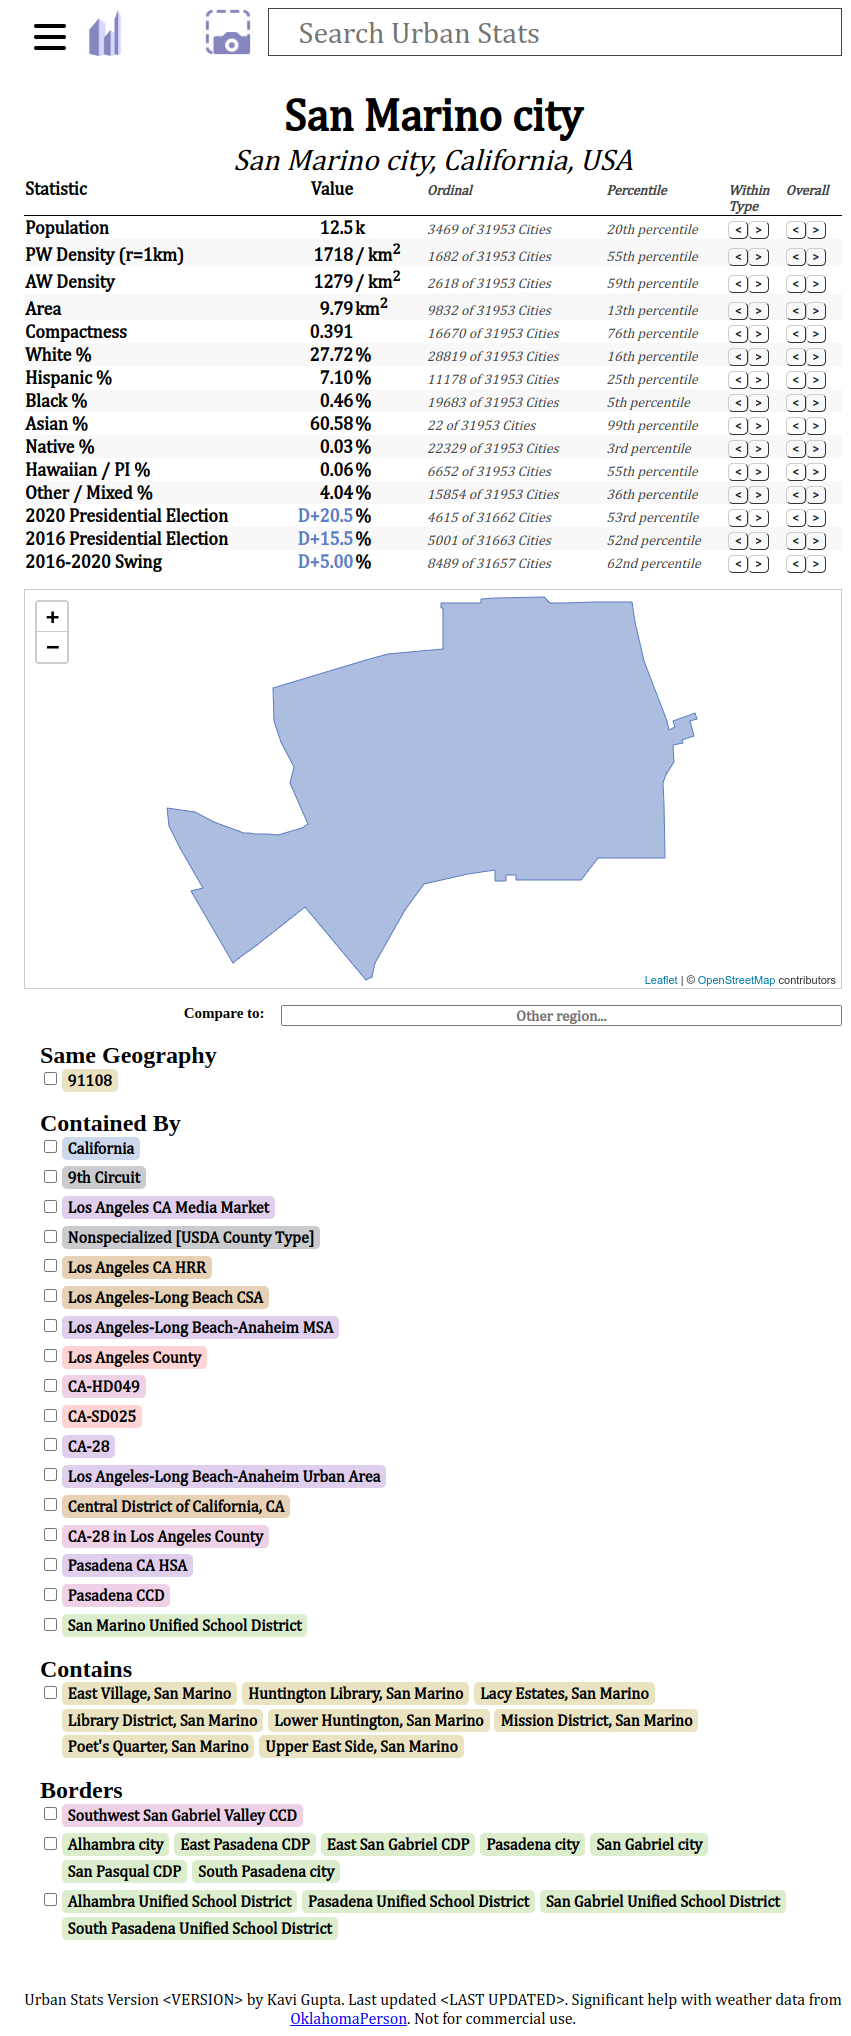 Search Urban Stats
San Marino city
San Marino city, California, USA
Statistic Value Ordinal Percentile Within Type Overall
Population 12.5 k 3469 of 31953 Cities 20th percentile < > < >
PW Density (r=1km) 1718 / km2 1682 of 31953 Cities 55th percentile < > < >
AW Density 1279 / km2 2618 of 31953 Cities 59th percentile < > < >
Area 9.79 km2 9832 of 31953 Cities 13th percentile < > < >
Compactness 0.391 16670 of 31953 Cities 76th percentile < > < >
White % 27.72 % 28819 of 31953 Cities 16th percentile < > < >
Hispanic % 7.10 % 11178 of 31953 Cities 25th percentile < > < >
Black % 0.46 % 19683 of 31953 Cities 5th percentile < > < >
Asian % 60.58 % 22 of 31953 Cities 99th percentile < > < >
Native % 0.03 % 22329 of 31953 Cities 3rd percentile < > < >
Hawaiian / PI % 0.06 % 6652 of 31953 Cities 55th percentile < > < >
Other / Mixed % 4.04 % 15854 of 31953 Cities 36th percentile < > < >
2020 Presidential Election D+20.5 % 4615 of 31662 Cities 53rd percentile < > < >
2016 Presidential Election D+15.5 % 5001 of 31663 Cities 52nd percentile < > < >
2016-2020 Swing D+5.00 % 8489 of 31657 Cities 62nd percentile < > < >
+
−
Leaflet | © OpenStreetMap contributors
Compare to: Other region...
Same Geography
91108
Contained By
California
9th Circuit
Los Angeles CA Media Market
Nonspecialized [USDA County Type]
Los Angeles CA HRR
Los Angeles-Long Beach CSA
Los Angeles-Long Beach-Anaheim MSA
Los Angeles County
CA-HD049
CA-SD025
CA-28
Los Angeles-Long Beach-Anaheim Urban Area
Central District of California, CA
CA-28 in Los Angeles County
Pasadena CA HSA
Pasadena CCD
San Marino Unified School District
Contains
East Village, San Marino Huntington Library, San Marino Lacy Estates, San Marino
Library District, San Marino Lower Huntington, San Marino Mission District, San Marino
Poet's Quarter, San Marino Upper East Side, San Marino
Borders
Southwest San Gabriel Valley CCD
Alhambra city East Pasadena CDP East San Gabriel CDP Pasadena city San Gabriel city
San Pasqual CDP South Pasadena city
Alhambra Unified School District Pasadena Unified School District San Gabriel Unified School District
South Pasadena Unified School District
Urban Stats Version <VERSION> by Kavi Gupta. Last updated <LAST UPDATED>. Significant help with weather data from
OklahomaPerson. Not for commercial use.